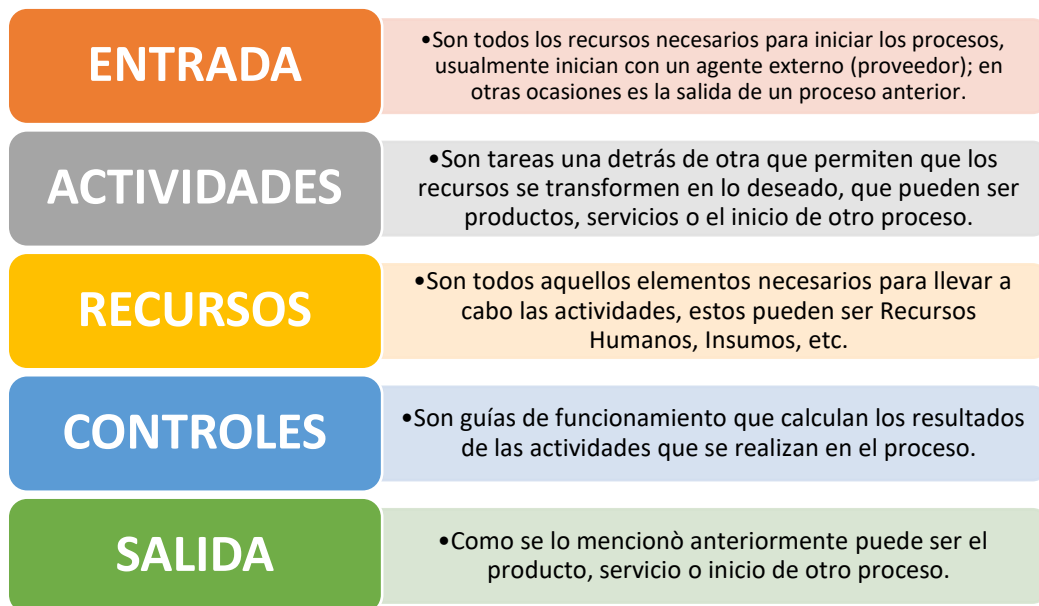 ENTRADA
•Son todos los recursos necesarios para iniciar los procesos,
usualmente inician con un agente externo (proveedor); en
otras ocasiones es la salida de un proceso anterior.
ACTIVIDADES
•Son tareas una detrás de otra que permiten que los
recursos se transformen en lo deseado, que pueden ser
productos, servicios o el inicio de otro proceso.
RECURSOS
•Son todos aquellos elementos necesarios para llevar a
cabo las actividades, estos pueden ser Recursos
Humanos, Insumos, etc.
CONTROLES
•Son guías de funcionamiento que calculan los resultados
de las actividades que se realizan en el proceso.
SALIDA
•Como se lo mencionò anteriormente puede ser el
producto, servicio o inicio de otro proceso.